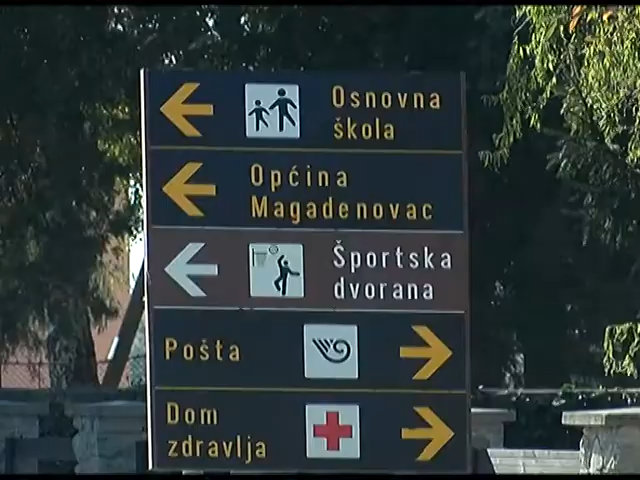 Osnovna
škola
Općina
Magadenovac
Športska
dvorana
Pošta
Dom
zdravlja